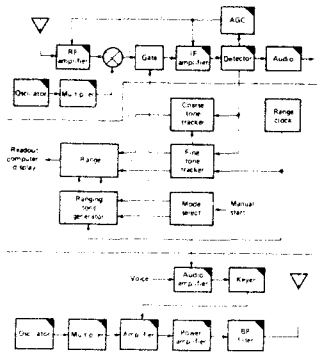 AGC
RF amplifier
Gate
IF amplifier
Detector
Audio
Oscillator
Multiplier
Coarse tone tracker
Range clock
Readout computer display
Range
Fine tone tracker
Ranging tone generator
Mode select
Manual start
Voice
Audio amplifier
Keyer
Oscillator
Multiplier
Amplifier
Power amplifier
BP filter